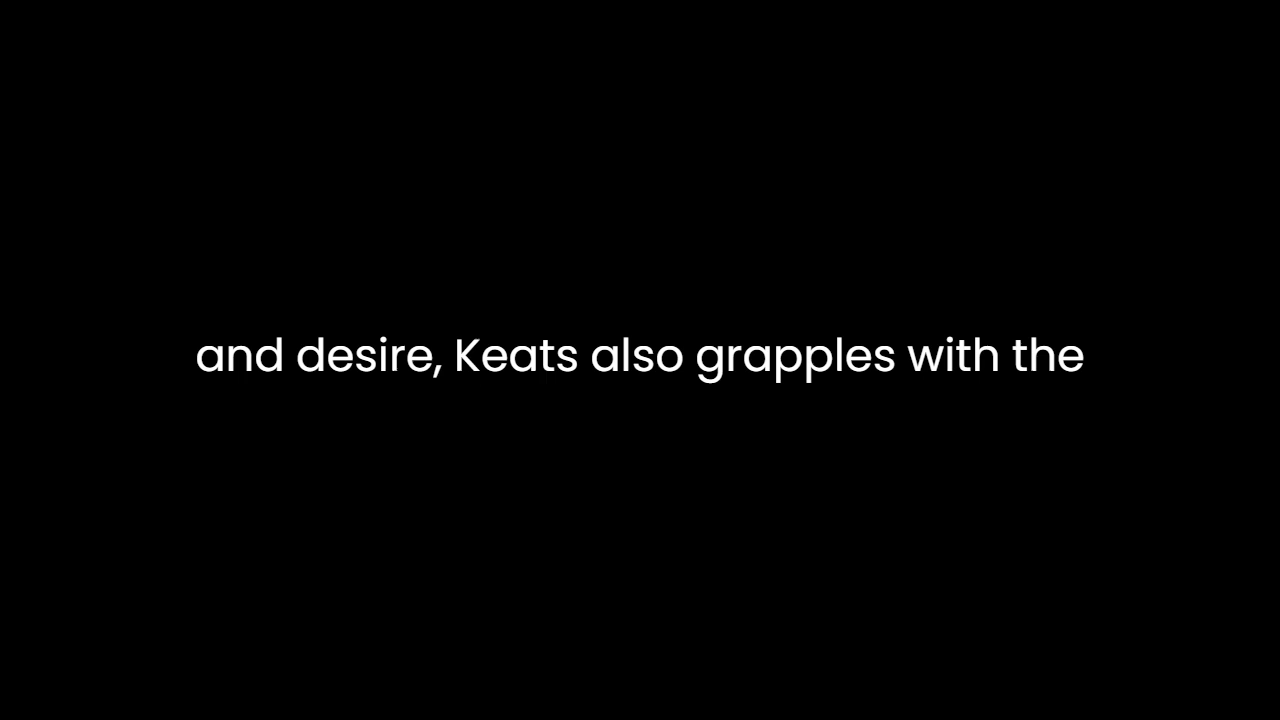 and desire, Keats also grapples with the